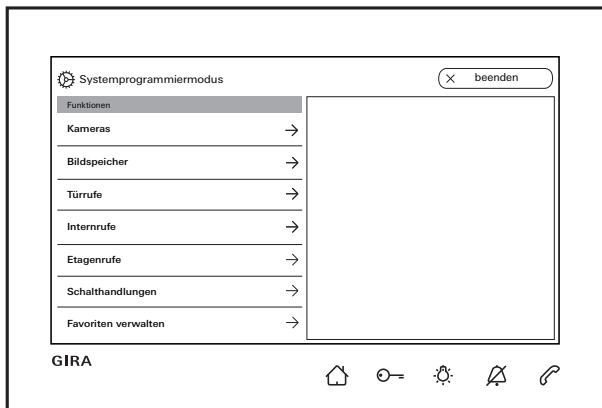 Systemprogrammiermodus
beenden
Funktionen
Kameras
Bildspeicher
Türrufe
Internrufe
Etagenrufe
Schalthandlungen
Favoriten verwalten
GIRA